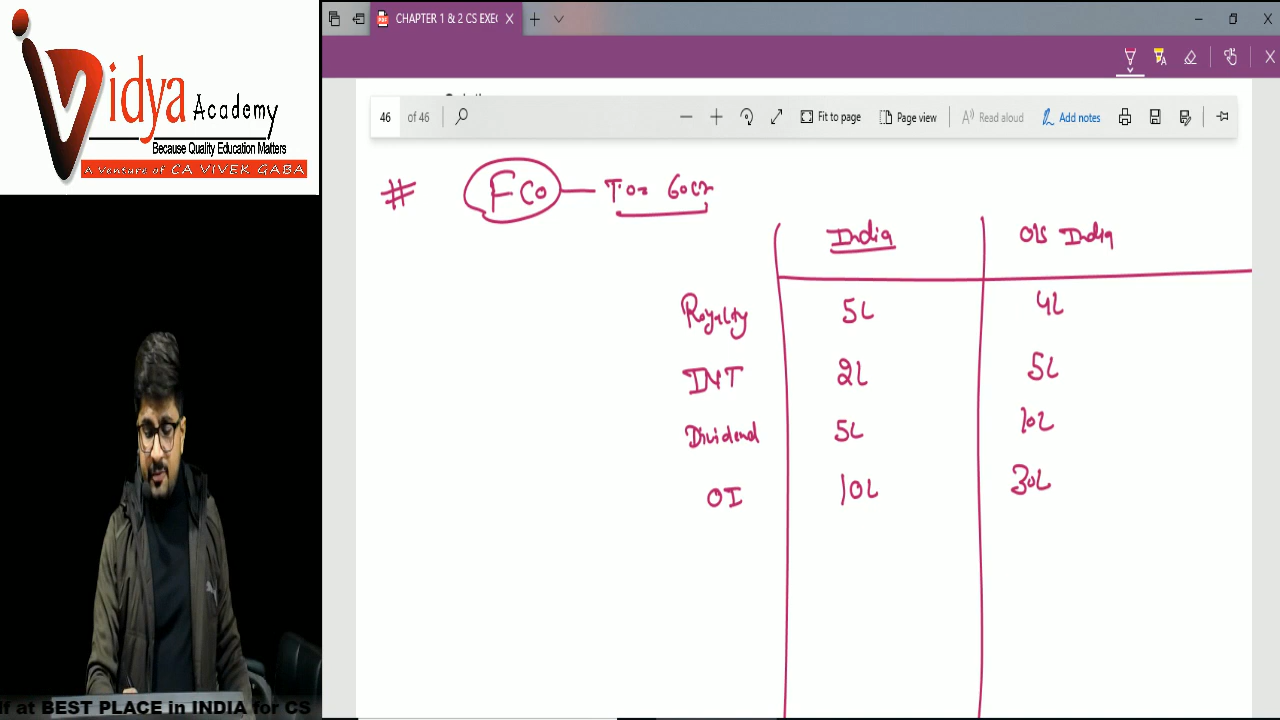 CHAPTER 1 & 2 CS EXE
Vidya Academy
Because Quality Education Matters
A Venture of CA VIVEK GABA
46 of 46
Fit to page
Page view
Read aloud
Add notes
# FCo — T.O= 60cr
India O/S India
Royalty 5L 4L
INT 2L 5L
Dividend 5L 10L
OI 10L 30L
lf at BEST PLACE in INDIA for CS